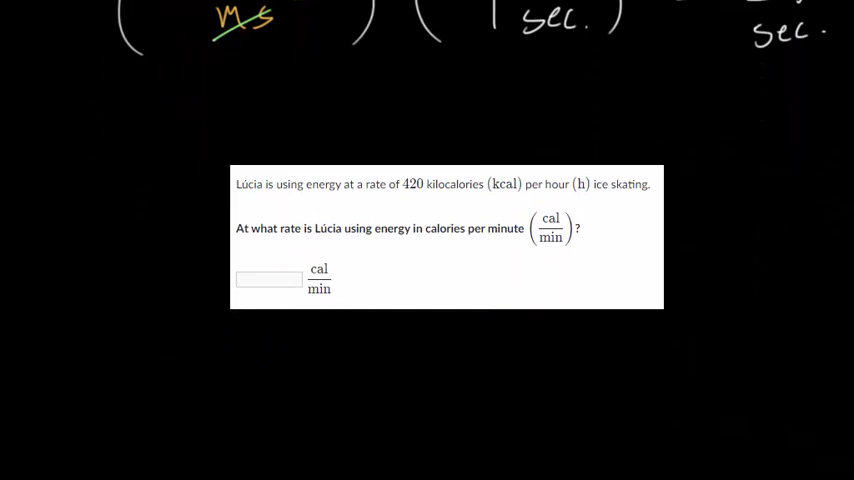 ms
sec.
sec.
Lúcia is using energy at a rate of 420 kilocalories (kcal) per hour (h) ice skating.
At what rate is Lúcia using energy in calories per minute (cal/min)?
cal
min